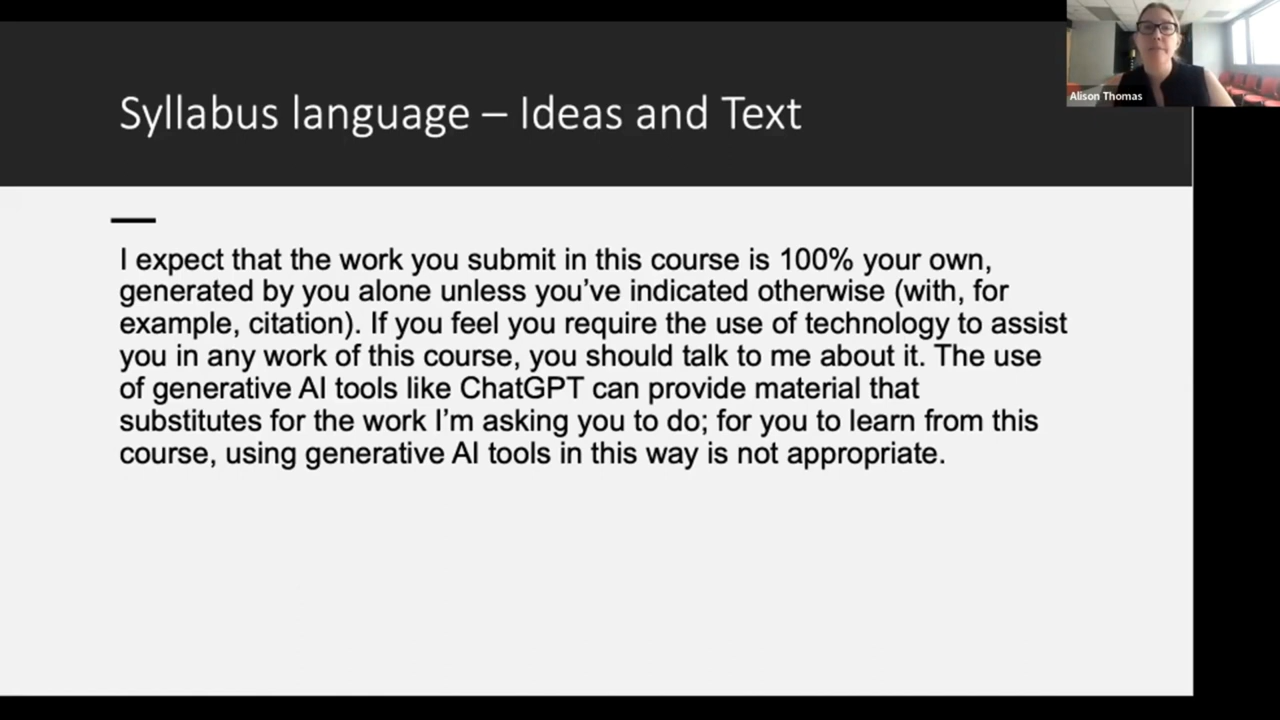 Alison Thomas
Syllabus language – Ideas and Text
I expect that the work you submit in this course is 100% your own,
generated by you alone unless you’ve indicated otherwise (with, for
example, citation). If you feel you require the use of technology to assist
you in any work of this course, you should talk to me about it. The use
of generative AI tools like ChatGPT can provide material that
substitutes for the work I’m asking you to do; for you to learn from this
course, using generative AI tools in this way is not appropriate.